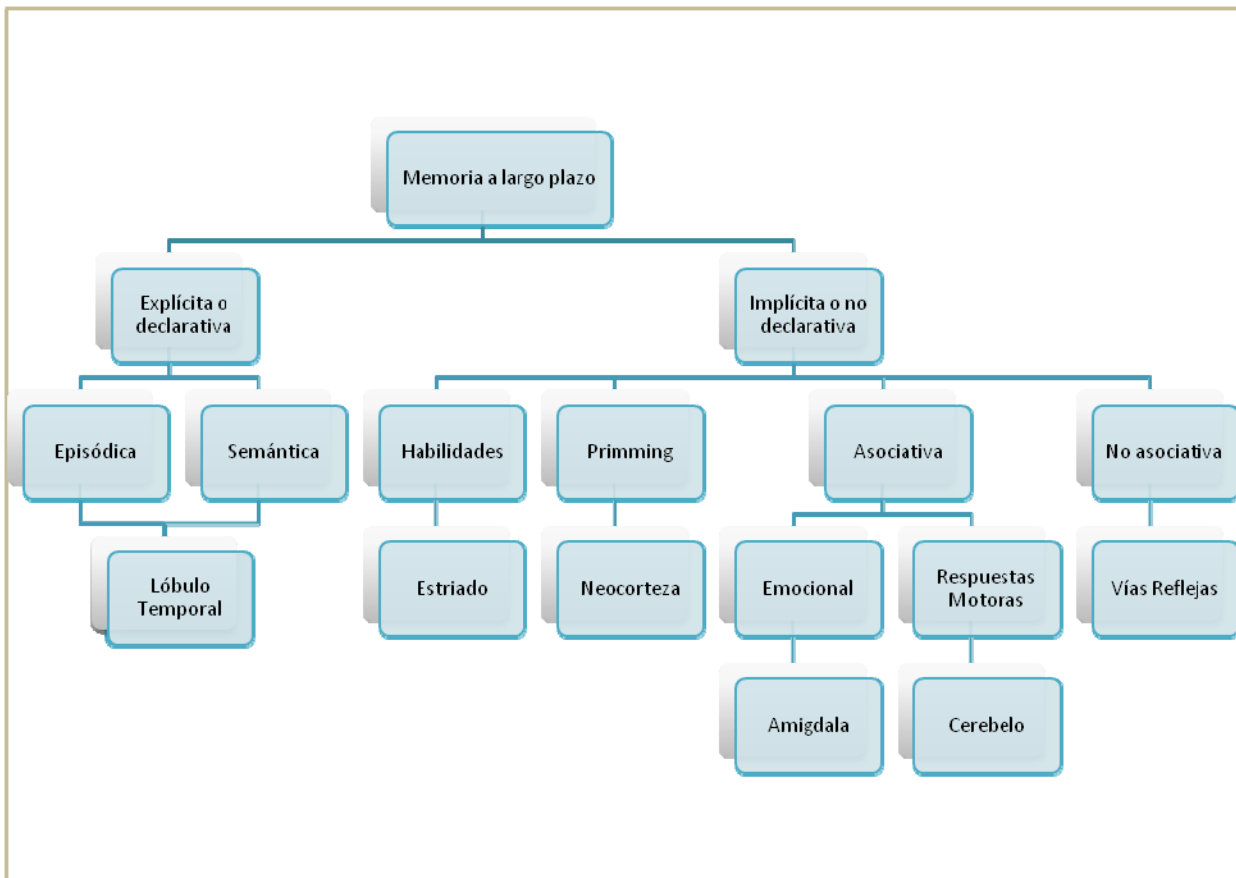 Memoria a largo plazo
Explícita o
declarativa
Implícita o no
declarativa
Episódica
Semántica
Habilidades
Primming
Asociativa
No asociativa
Lóbulo
Temporal
Estriado
Neocorteza
Emocional
Respuestas
Motoras
Vías Reflejas
Amigdala
Cerebelo